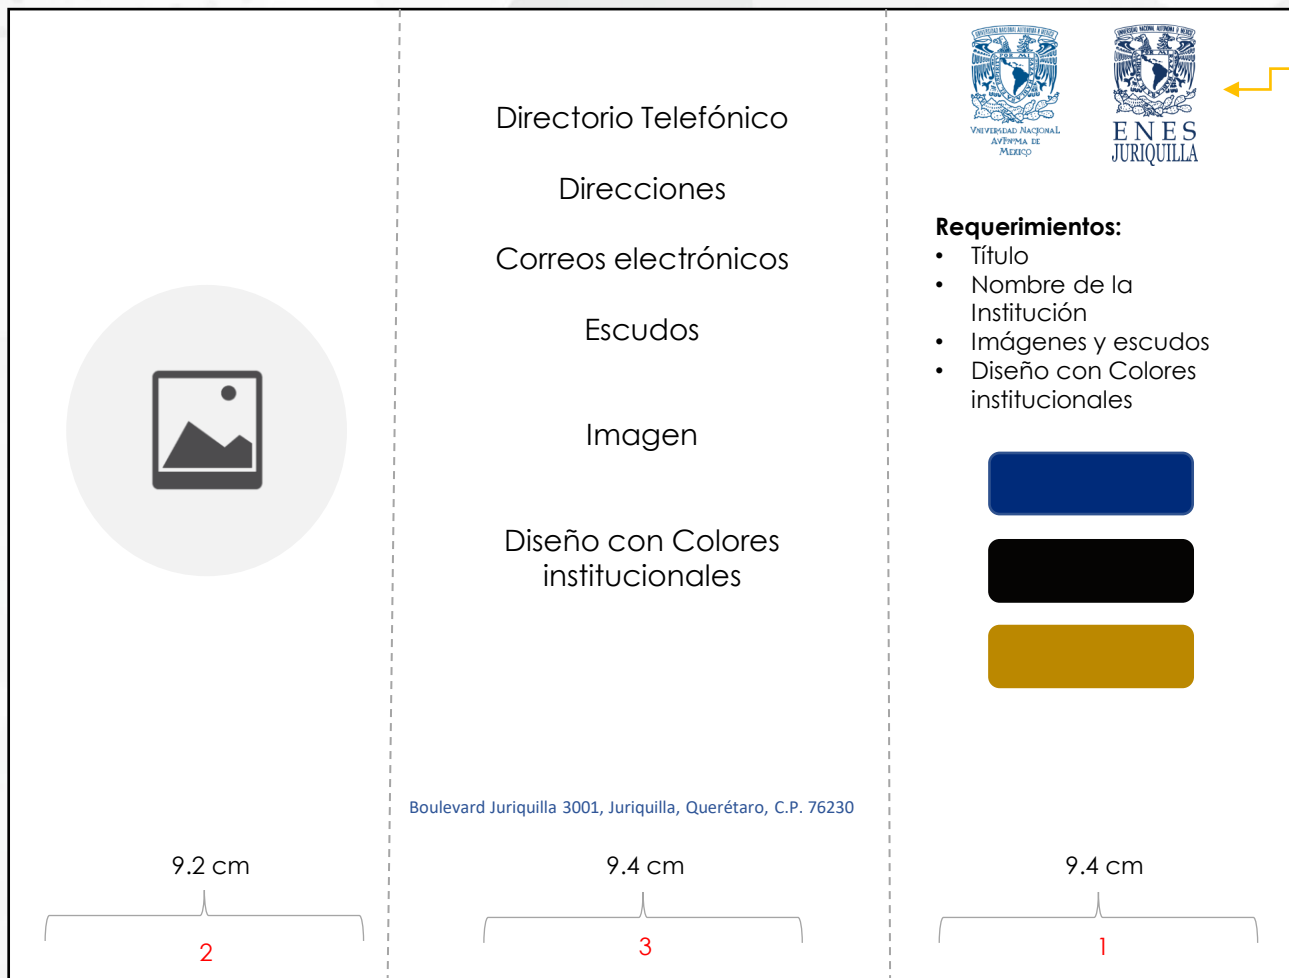 Directorio Telefónico
Direcciones
Correos electrónicos
Escudos
Imagen
Diseño con Colores
institucionales
Boulevard Juriquilla 3001, Juriquilla, Querétaro, C.P. 76230
UNIVERSIDAD NACIONAL
AVTNMA DE
MEXICO
ENES
JURIQUILLA
Requerimientos:
• Título
• Nombre de la
Institución
• Imágenes y escudos
• Diseño con Colores
institucionales
9.2 cm
9.4 cm
9.4 cm
2
3
1